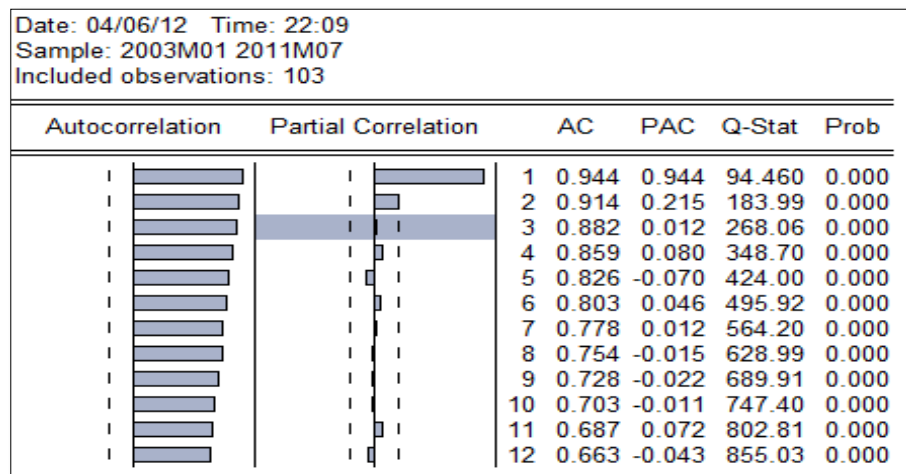 Date: 04/06/12 Time: 22:09
Sample: 2003M01 2011M07
Included observations: 103
Autocorrelation Partial Correlation AC PAC Q-Stat Prob
1 0.944 0.944 94.460 0.000
2 0.914 0.215 183.99 0.000
3 0.882 0.012 268.06 0.000
4 0.859 0.080 348.70 0.000
5 0.826 -0.070 424.00 0.000
6 0.803 0.046 495.92 0.000
7 0.778 0.012 564.20 0.000
8 0.754 -0.015 628.99 0.000
9 0.728 -0.022 689.91 0.000
10 0.703 -0.011 747.40 0.000
11 0.687 0.072 802.81 0.000
12 0.663 -0.043 855.03 0.000